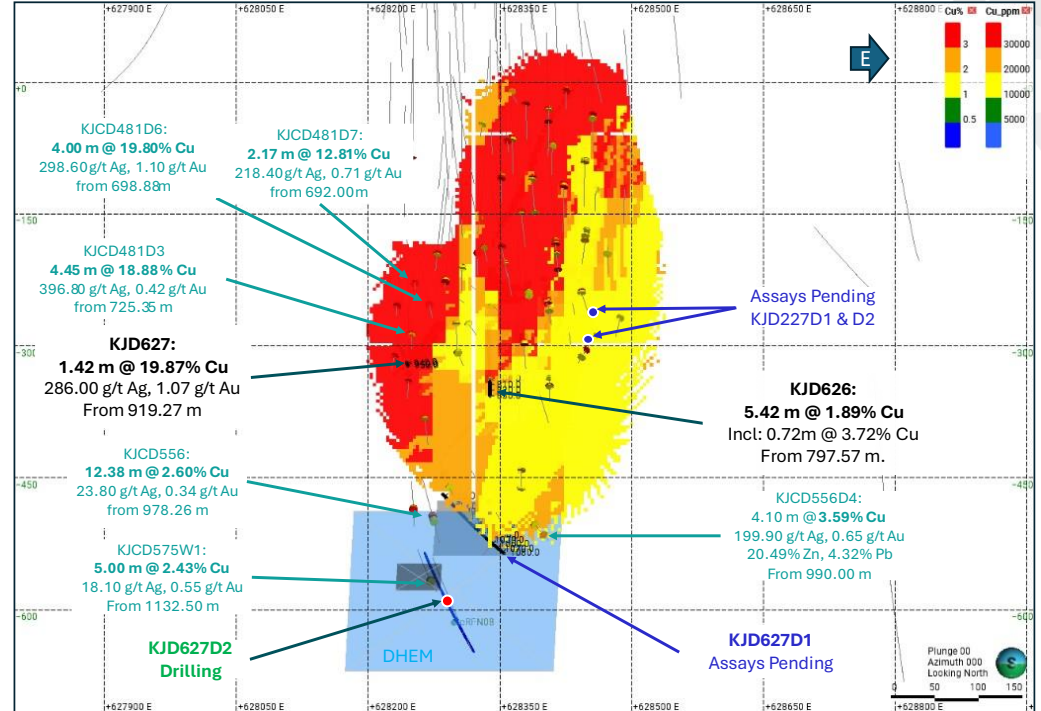 +627900 E
+628050 E
+628200 E
+628350 E
+628500 E
+628650 E
+628800
Cu%
Cu_ppm
3
2
1
0.5
30000
20000
10000
5000
E
+0
-150
-300
-450
-600
KJCD481D6:
4.00 m @ 19.80% Cu
298.60 g/t Ag, 1.10 g/t Au
from 698.88m
KJCD481D7:
2.17 m @ 12.81% Cu
218.40 g/t Ag, 0.71 g/t Au
from 692.00m
KJCD481D3
4.45 m @ 18.88% Cu
396.80 g/t Ag, 0.42 g/t Au
from 725.35m
KJD627:
1.42 m @ 19.87% Cu
286.00 g/t Ag, 1.07 g/t Au
From 919.27 m
KJCD556:
12.38 m @ 2.60% Cu
23.80 g/t Ag, 0.34 g/t Au
978.26 m
KJCD575W1:
5.00 m @ 2.43% Cu
18.10 g/t Ag, 0.55 g/t Au
From 1132.50 m
KJD627D2
Drilling
DHEM
Assays Pending
KJD227D1 & D2
KJD626:
5.42 m @ 1.89% Cu
Incl: 0.72m @ 3.72% Cu
From 797.57 m.
KJCD556D4:
4.10 m @ 3.59% Cu
199.90 g/t Ag, 0.65 g/t Au
20.49% Zn, 4.32% Pb
From 990.00 m
KJD627D1
Assays Pending
Plunge 00
Azimuth 000
Looking North
S
0 50 100 150
+627900 E
+628050 E
+628200 E
+628350 E
+628500 E
+628650 E
+628800 E